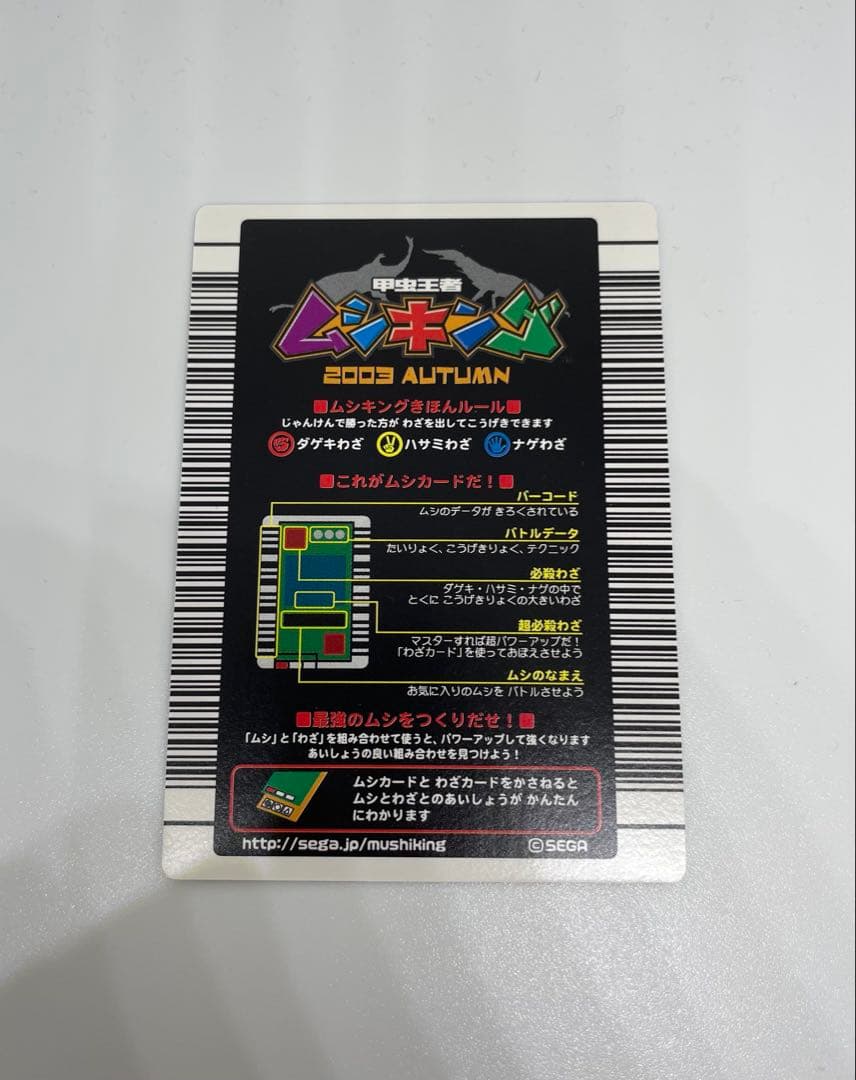 甲虫王者
ムシキング
2003 AUTUMN
ムシキングきほんルール
じゃんけんで勝った方が わざを出してこうげきできます
ダゲキわざ ハサミわざ ナゲわざ
これがムシカードだ！
バーコード
ムシのデータが きろくされている
バトルデータ
たいりょく、こうげきりょく、テクニック
必殺わざ
ダゲキ・ハサミ・ナゲの中で
とくに こうげきりょくの大きいわざ
超必殺わざ
マスターすれば超パワーアップだ！
「わざカード」を使っておぼえさせよう
ムシのなまえ
お気に入りのムシを バトルさせよう
最強のムシをつくりだせ！
「ムシ」と「わざ」を組み合わせて使うと、パワーアップして強くなります
あいしょうの良い組み合わせを見つけよう！
ムシカードと わざカードをかさねると
ムシとわざとのあいしょうが かんたん
にわかります
http://sega.jp/mushiking ©SEGA